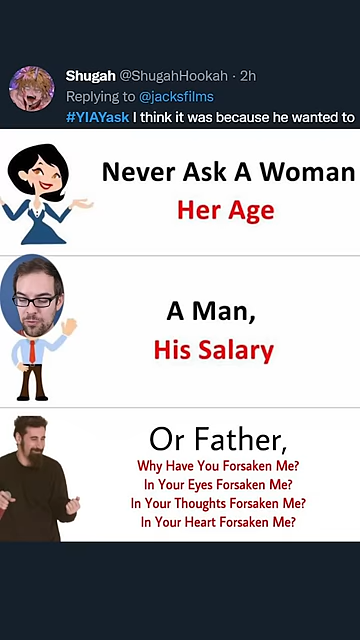 Shugah @ShugahHookah · 2h
Replying to @jacksfilms
#YIAYask I think it was because he wanted to
Never Ask A Woman
Her Age
A Man,
His Salary
Or Father,
Why Have You Forsaken Me?
In Your Eyes Forsaken Me?
In Your Thoughts Forsaken Me?
In Your Heart Forsaken Me?